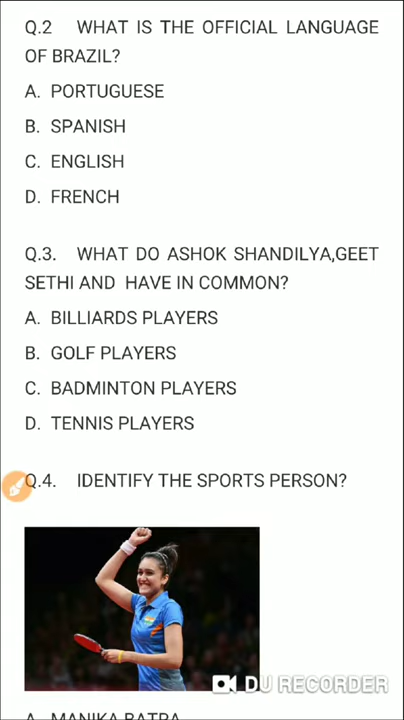 Q.2 WHAT IS THE OFFICIAL LANGUAGE
OF BRAZIL?
A. PORTUGUESE
B. SPANISH
C. ENGLISH
D. FRENCH
Q.3. WHAT DO ASHOK SHANDILYA,GEET
SETHI AND HAVE IN COMMON?
A. BILLIARDS PLAYERS
B. GOLF PLAYERS
C. BADMINTON PLAYERS
D. TENNIS PLAYERS
Q.4. IDENTIFY THE SPORTS PERSON?
DU RECORDER
A. MANIKA BATRA